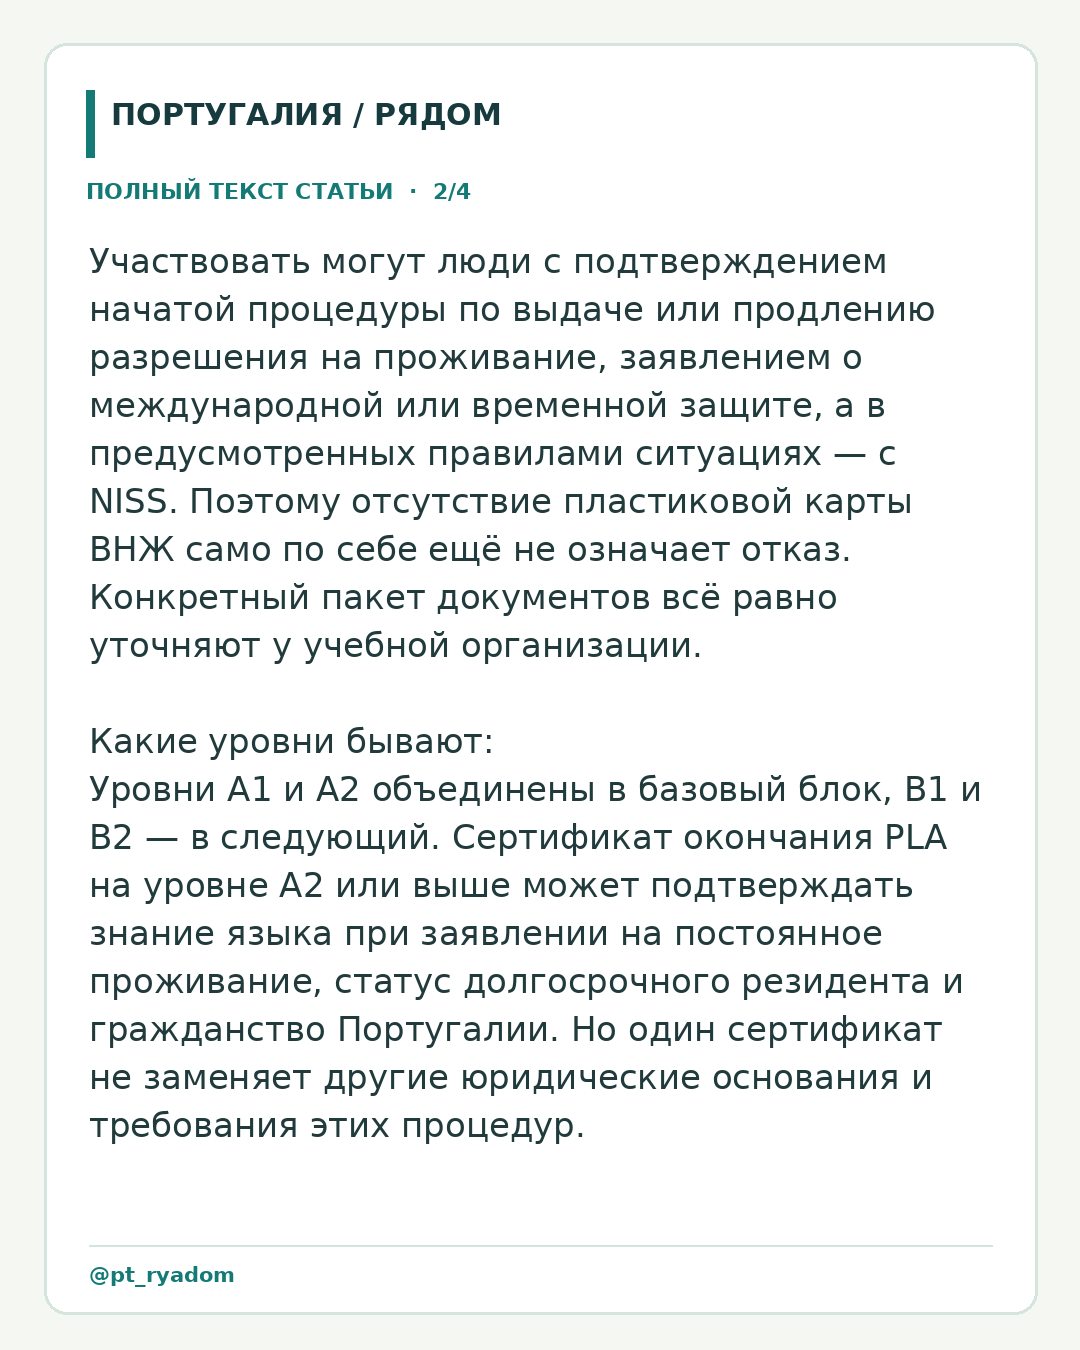 ПОРТУГАЛИЯ / РЯДОМ
ПОЛНЫЙ ТЕКСТ СТАТЬИ · 2/4
Участвовать могут люди с подтверждением
начатой процедуры по выдаче или продлению
разрешения на проживание, заявлением о
международной или временной защите, а в
предусмотренных правилами ситуациях — с
NISS. Поэтому отсутствие пластиковой карты
ВНЖ само по себе ещё не означает отказ.
Конкретный пакет документов всё равно
уточняют у учебной организации.
Какие уровни бывают:
Уровни A1 и A2 объединены в базовый блок, B1 и
B2 — в следующий. Сертификат окончания PLA
на уровне A2 или выше может подтверждать
знание языка при заявлении на постоянное
проживание, статус долгосрочного резидента и
гражданство Португалии. Но один сертификат
не заменяет другие юридические основания и
требования этих процедур.
@pt_ryadom